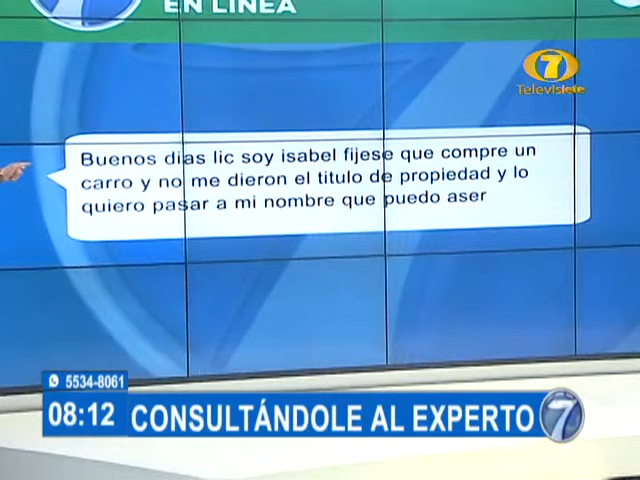 EN LÍNEA
7
Televisiete
Buenos dias lic soy isabel fijese que compre un
carro y no me dieron el titulo de propiedad y lo
quiero pasar a mi nombre que puedo aser
5534-8061
08:12 CONSULTÁNDOLE AL EXPERTO 7